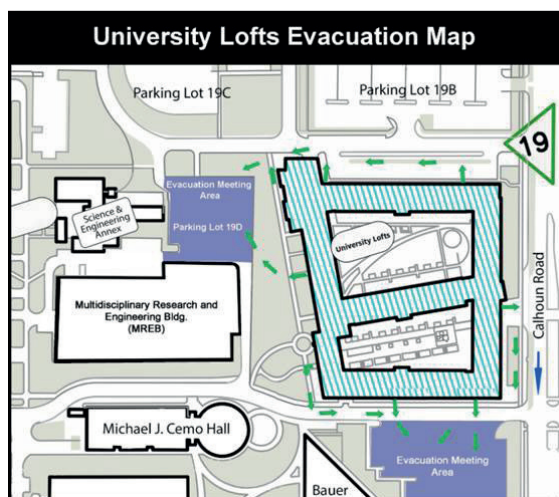 University Lofts Evacuation Map
Parking Lot 19C
Parking Lot 19B
19
Evacuation Meeting
Area
Parking Lot 19D
Science &
Engineering
Annex
University Lofts
Multidisciplinary Research and
Engineering Bldg.
(MREB)
Calhoun Road
Michael J. Cemo Hall
Evacuation Meeting
Area
Bauer